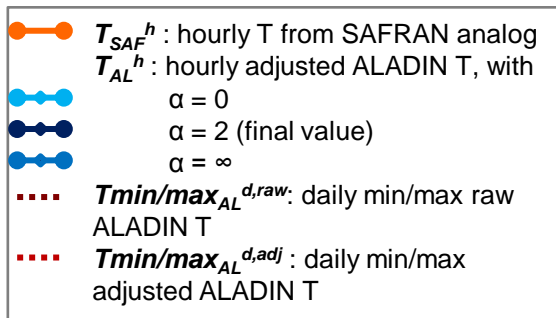 T_SAF^h : hourly T from SAFRAN analog
T_AL^h : hourly adjusted ALADIN T, with
α = 0
α = 2 (final value)
α = ∞
Tmin/max_AL^d,raw: daily min/max raw
ALADIN T
Tmin/max_AL^d,adj : daily min/max
adjusted ALADIN T